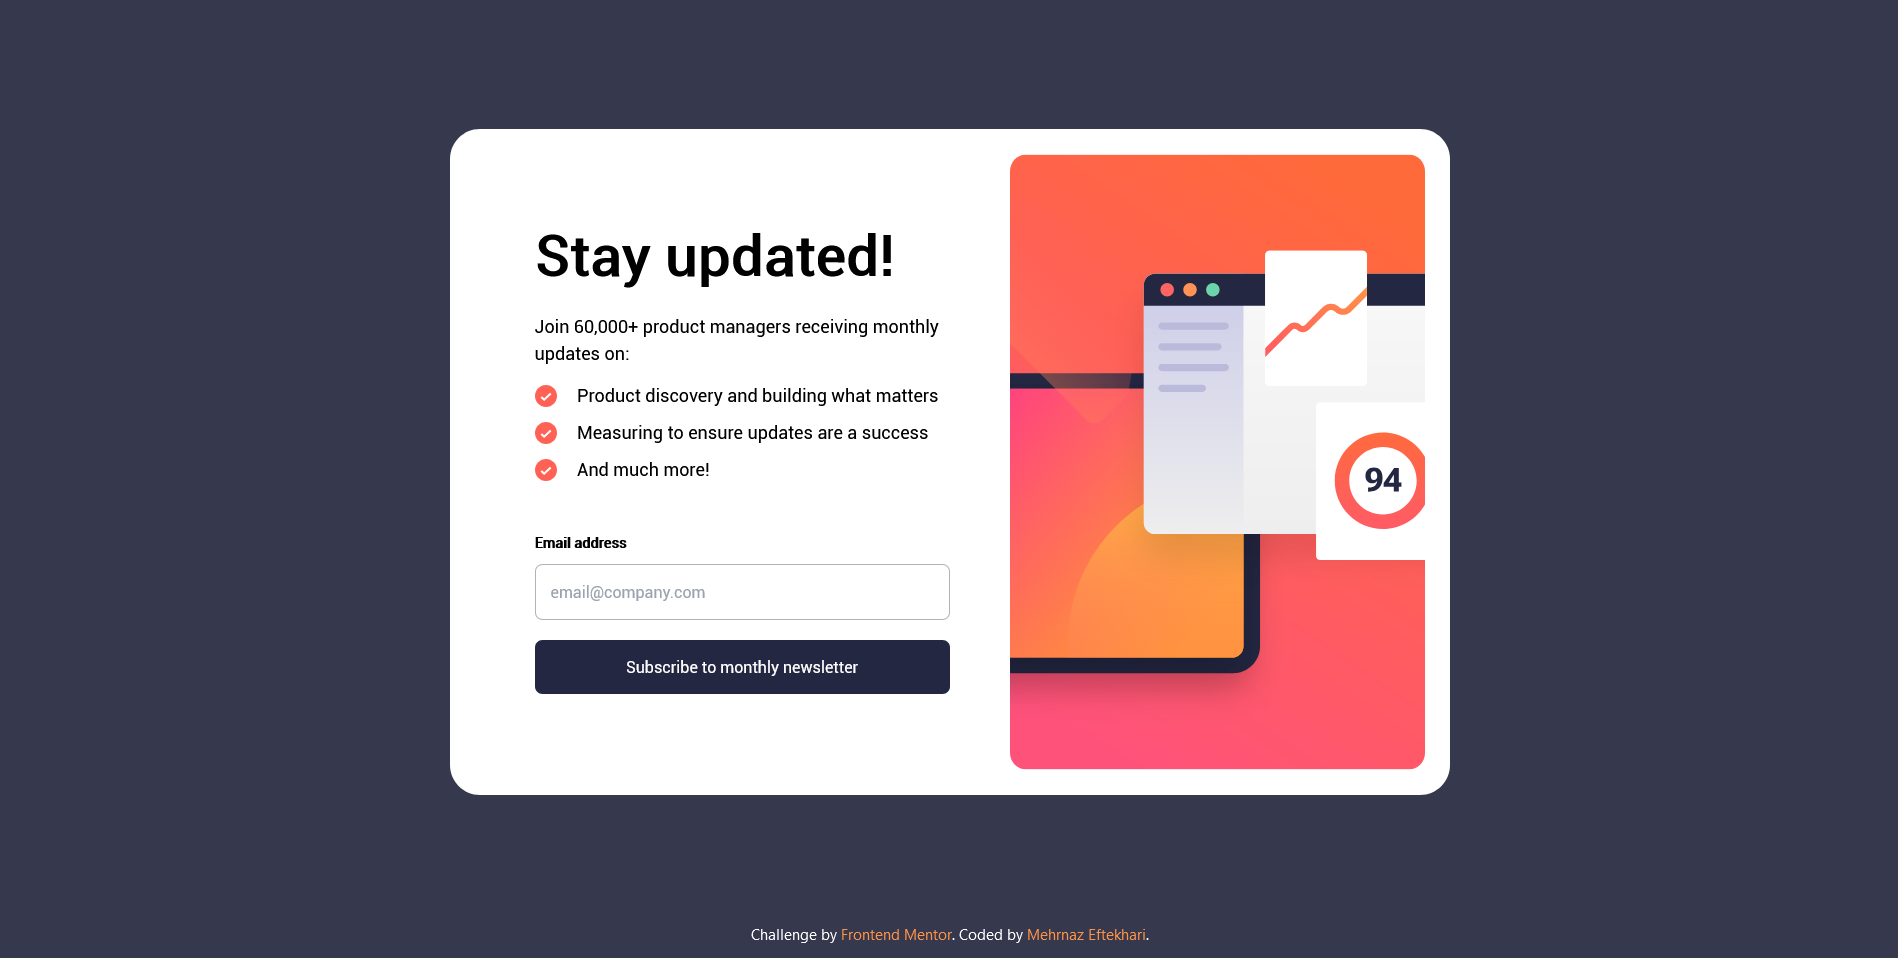 Stay updated!
Join 60,000+ product managers receiving monthly
updates on:
Product discovery and building what matters
Measuring to ensure updates are a success
And much more!
Email address
email@company.com
Subscribe to monthly newsletter
94
Challenge by Frontend Mentor. Coded by Mehrnaz Eftekhari.